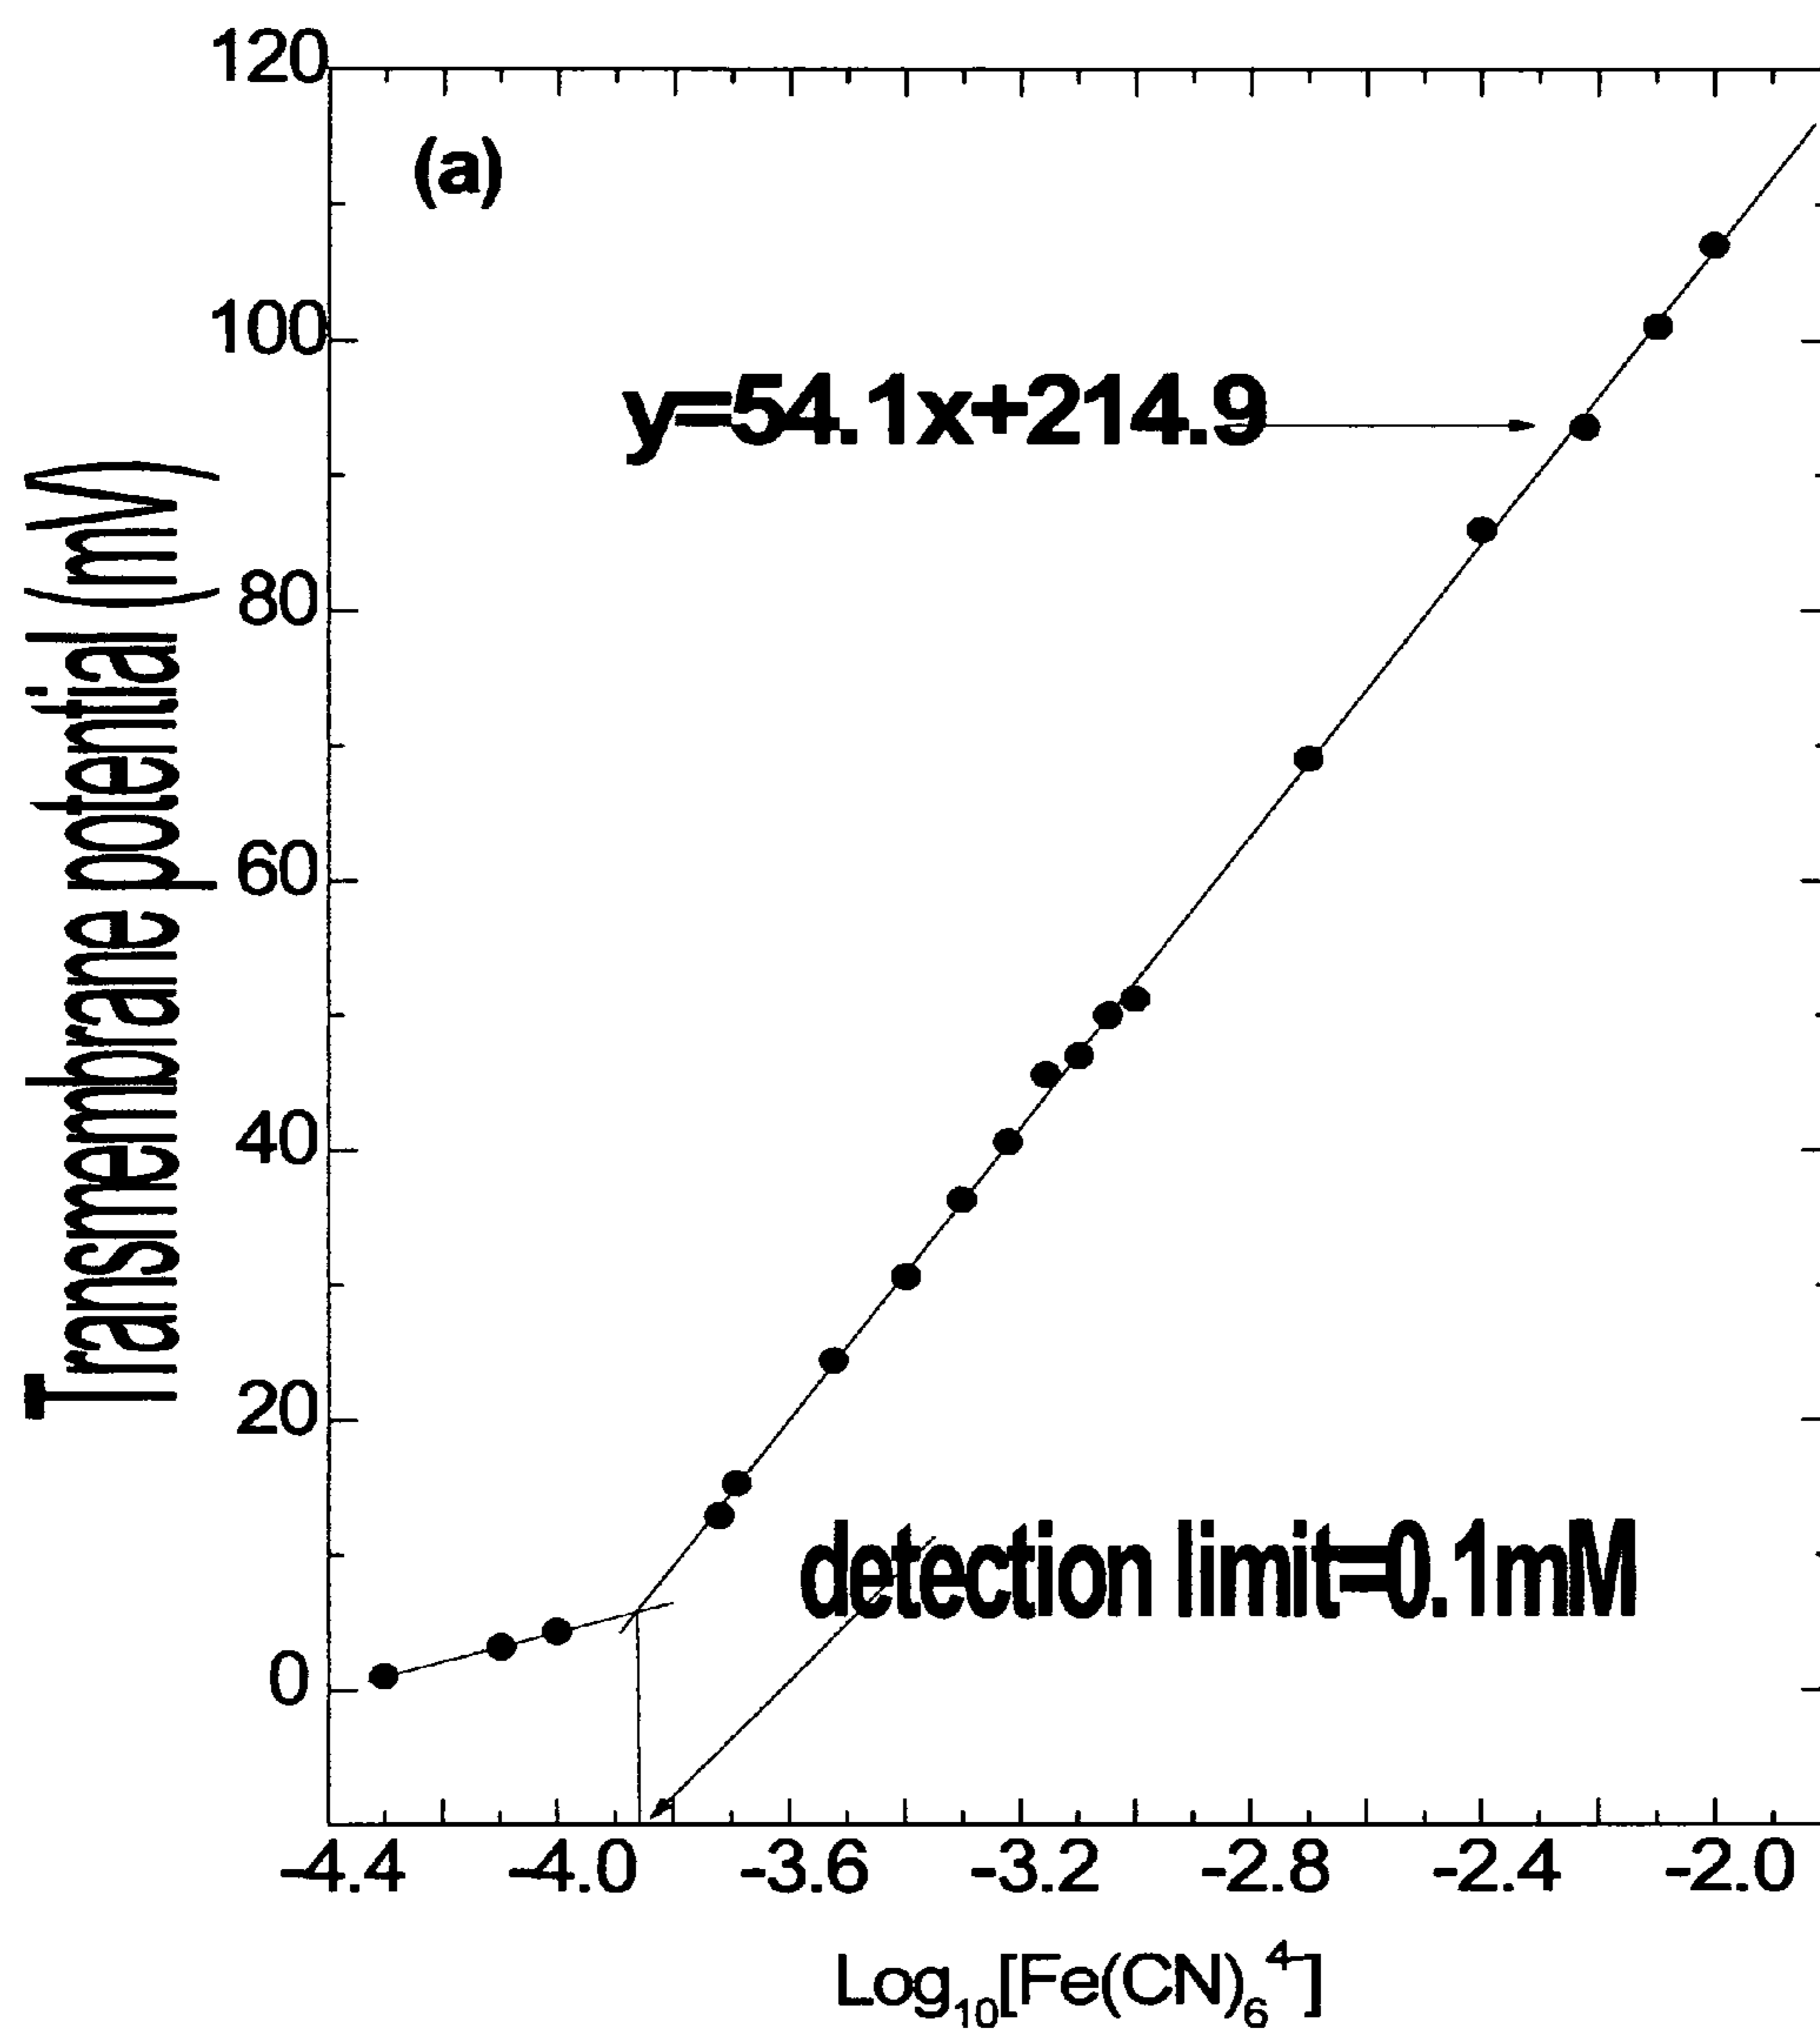 120
(a)
100
y=54.1x+214.9
80
60
40
20
0
Transmembrane potential (mV)
detection limit=0.1mM
-4.4 -4.0 -3.6 -3.2 -2.8 -2.4 -2.0
Log₁₀[Fe(CN)₆⁴⁻]